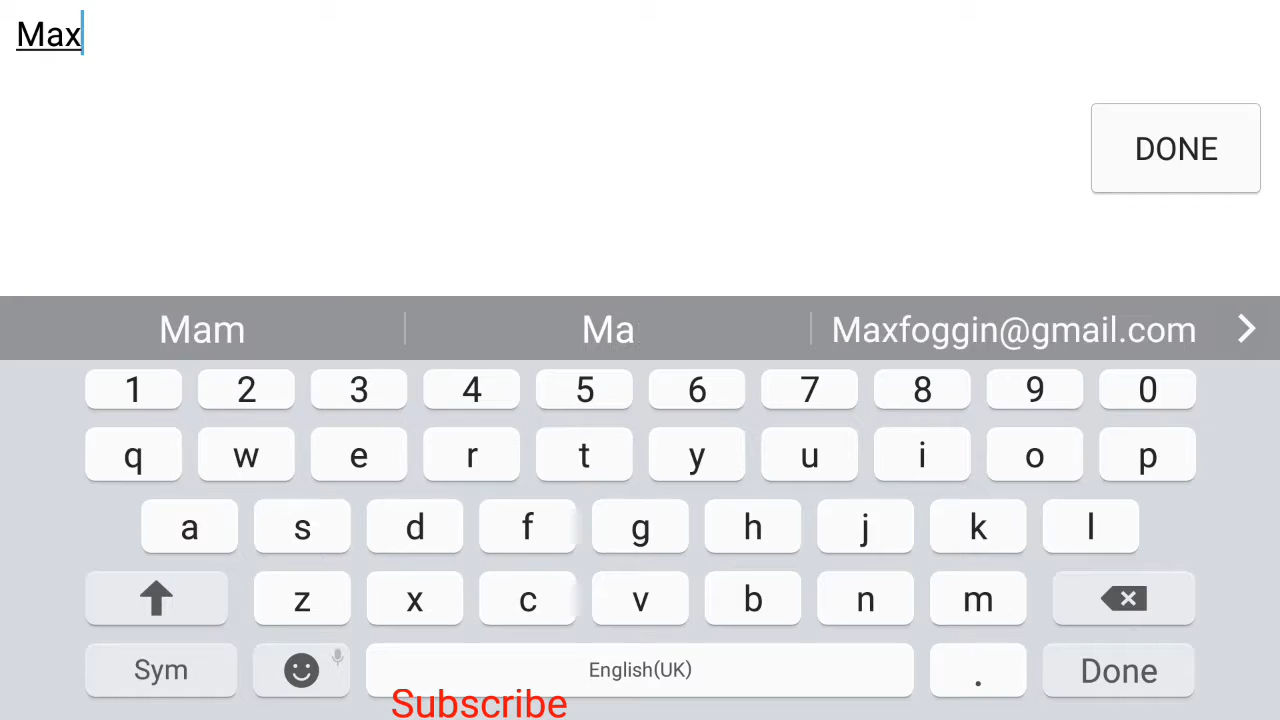 Max
DONE
Mam Ma Maxfoggin@gmail.com
1 2 3 4 5 6 7 8 9 0
q w e r t y u i o p
a s d f g h j k l
z x c v b n m
Sym English(UK) . Done
Subscribe